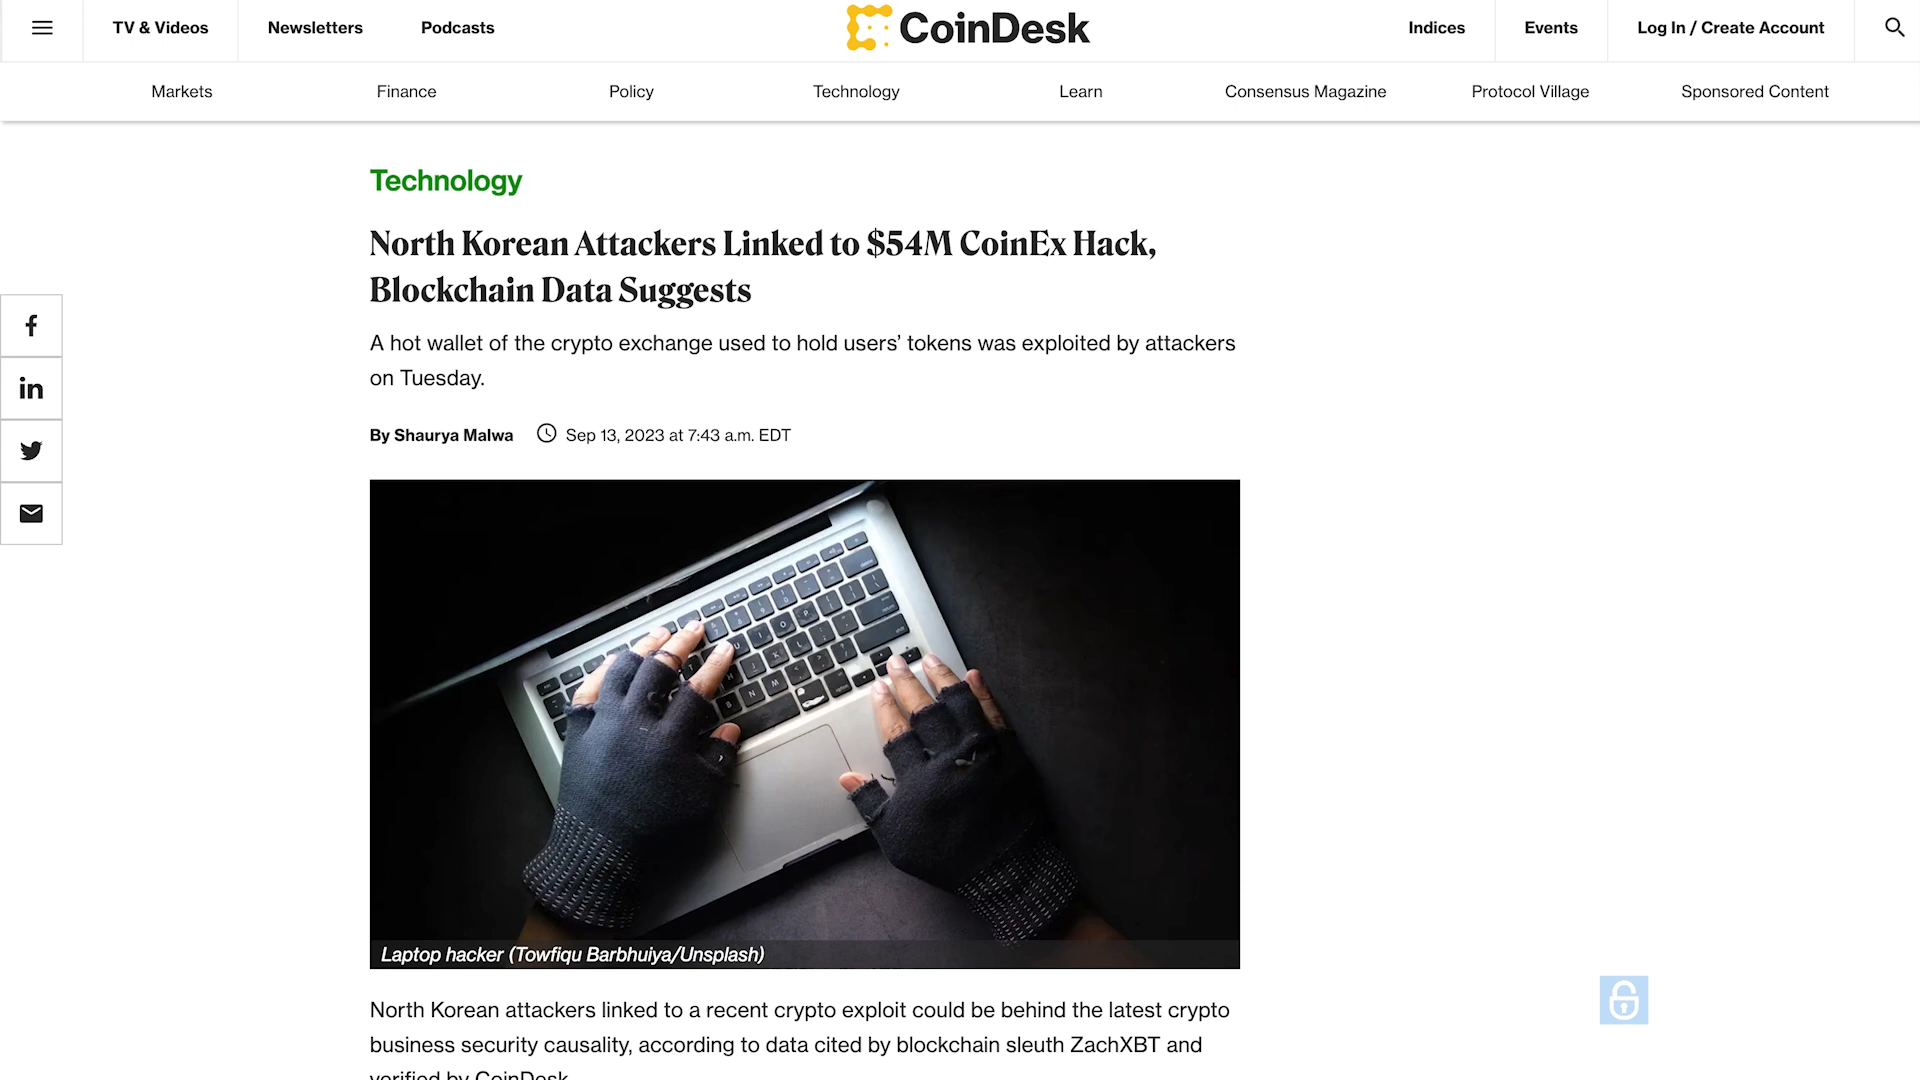 TV & Videos
Newsletters
Podcasts
CoinDesk
Indices
Events
Log In / Create Account
Markets
Finance
Policy
Technology
Learn
Consensus Magazine
Protocol Village
Sponsored Content
Technology
North Korean Attackers Linked to $54M CoinEx Hack,
Blockchain Data Suggests
A hot wallet of the crypto exchange used to hold users’ tokens was exploited by attackers
on Tuesday.
By Shaurya Malwa
Sep 13, 2023 at 7:43 a.m. EDT
Laptop hacker (Towfiqu Barbhuiya/Unsplash)
North Korean attackers linked to a recent crypto exploit could be behind the latest crypto
business security causality, according to data cited by blockchain sleuth ZachXBT and
verified by CoinDesk.